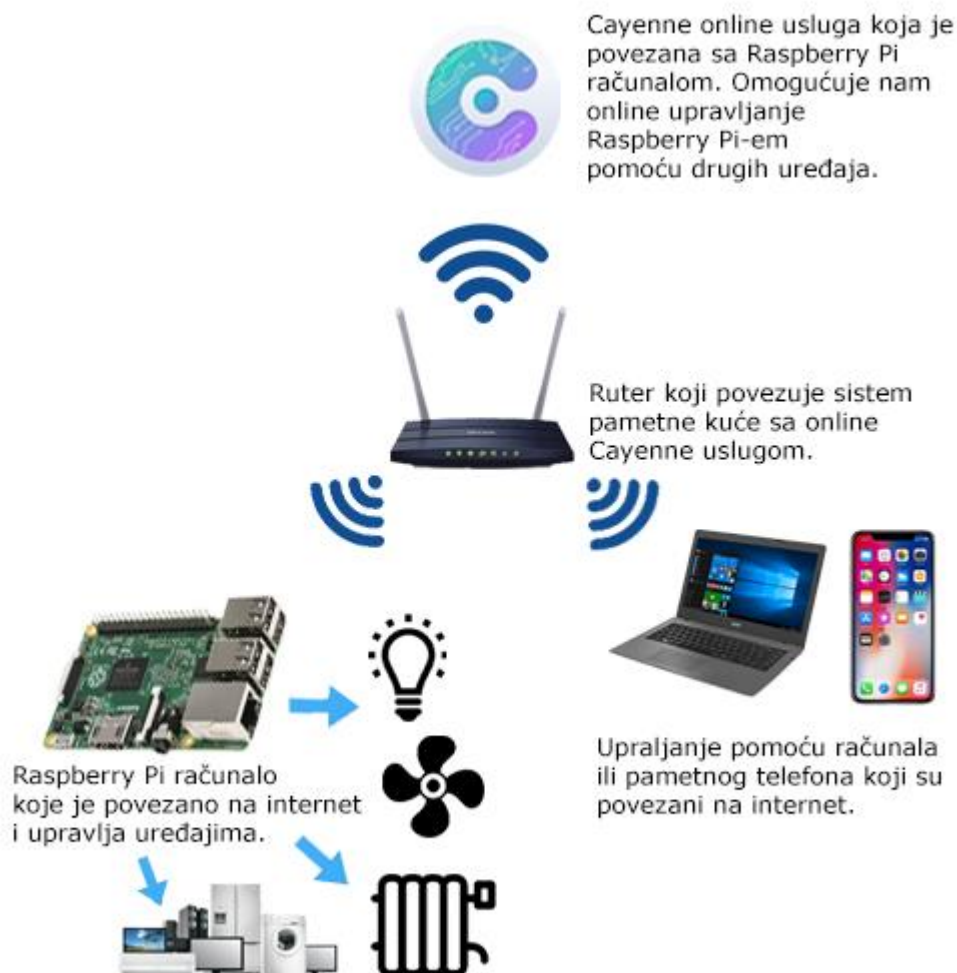 Cayenne online usluga koja je
povezana sa Raspberry Pi
računalom. Omogućuje nam
online upravljanje
Raspberry Pi-em
pomoću drugih uređaja.
Ruter koji povezuje sistem
pametne kuće sa online
Cayenne uslugom.
Raspberry Pi računalo
koje je povezano na internet
i upravlja uređajima.
Upraljanje pomoću računala
ili pametnog telefona koji su
povezani na internet.